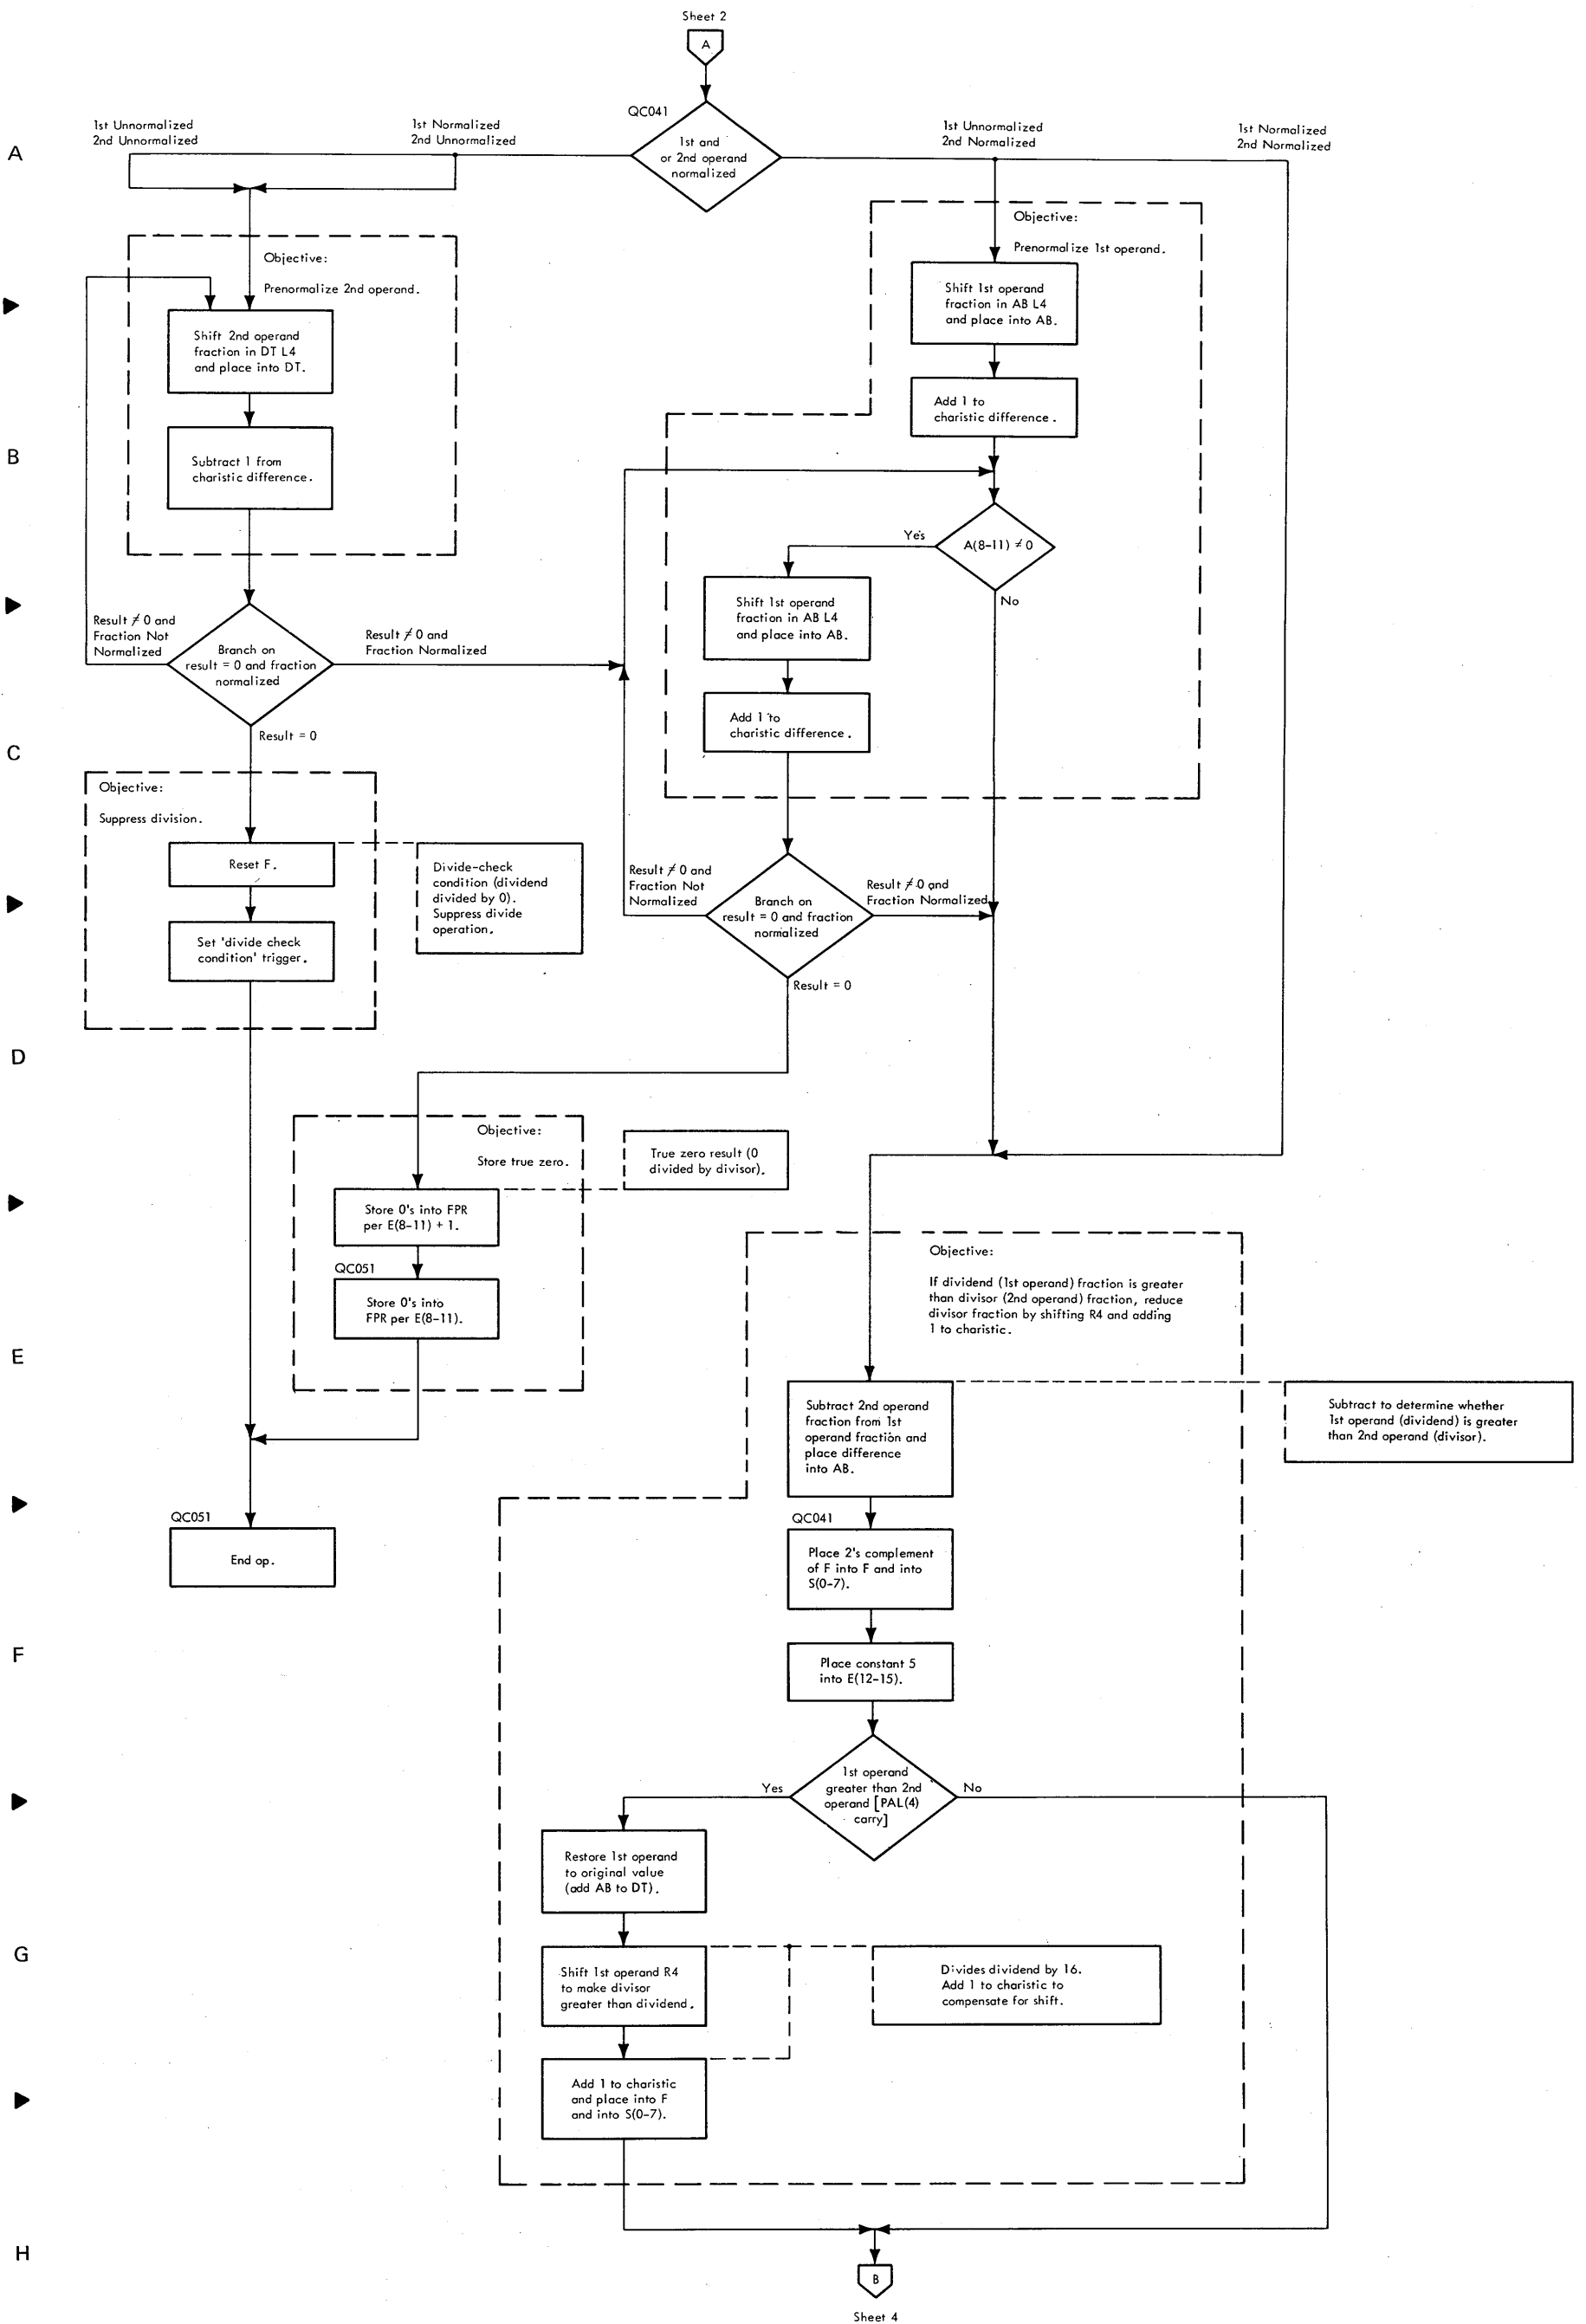 Sheet 2
A
QC041
1st and
or 2nd operand
normalized
1st Unnormalized
2nd Unnormalized
1st Normalized
2nd Unnormalized
1st Unnormalized
2nd Normalized
1st Normalized
2nd Normalized
A
Objective:
Prenormalize 1st operand.
Shift 1st operand
fraction in AB L4
and place into AB.
Add 1 to
charistic difference.
Objective:
Prenormalize 2nd operand.
Shift 2nd operand
fraction in DT L4
and place into DT.
B
Subtract 1 from
charistic difference.
Yes
A(8-11) ≠ 0
No
Shift 1st operand
fraction in AB L4
and place into AB.
Add 1 to
charistic difference.
Result ≠ 0 and
Fraction Not
Normalized
Branch on
result = 0 and fraction
normalized
Result ≠ 0 and
Fraction Normalized
Result = 0
C
Objective:
Suppress division.
Reset F.
Set 'divide check
condition' trigger.
Divide-check
condition (dividend
divided by 0).
Suppress divide
operation.
Result ≠ 0 and
Fraction Not
Normalized
Branch on
result = 0 and fraction
normalized
Result ≠ 0 and
Fraction Normalized
Result = 0
D
Objective:
Store true zero.
True zero result (0
divided by divisor).
Store 0's into FPR
per E(8-11) + 1.
QC051
Store 0's into
FPR per E(8-11).
Objective:
If dividend (1st operand) fraction is greater
than divisor (2nd operand) fraction, reduce
divisor fraction by shifting R4 and adding
1 to charistic.
E
Subtract 2nd operand
fraction from 1st
operand fraction and
place difference
into AB.
Subtract to determine whether
1st operand (dividend) is greater
than 2nd operand (divisor).
QC051
End op.
QC041
Place 2's complement
of F into F and into
S(0-7).
F
Place constant 5
into E(12-15).
Yes
1st operand
greater than 2nd
operand [PAL(4)
carry]
No
Restore 1st operand
to original value
(add AB to DT).
G
Shift 1st operand R4
to make divisor
greater than dividend.
Divides dividend by 16.
Add 1 to charistic to
compensate for shift.
Add 1 to charistic
and place into F
and into S(0-7).
H
B
Sheet 4